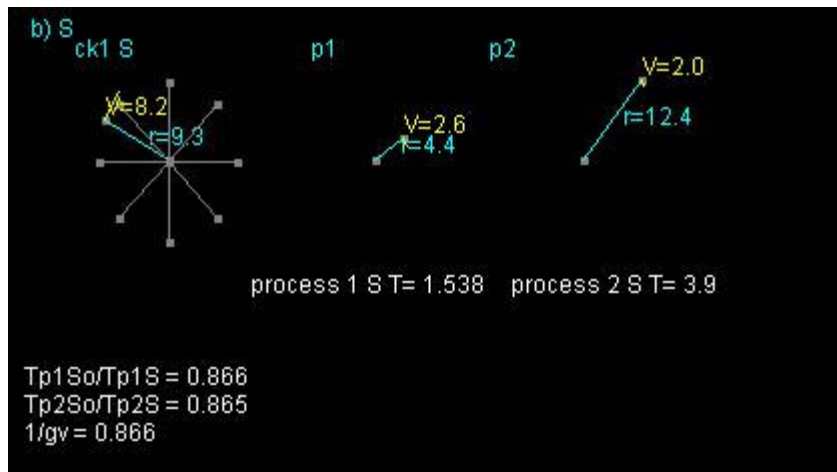 b) S
ck1 S p1 p2
V=8.2 V=2.6 V=2.0
r=9.3 r=4.4 r=12.4
process 1 S T= 1.538 process 2 S T= 3.9
Tp1So/Tp1S = 0.866
Tp2So/Tp2S = 0.865
1/gv = 0.866